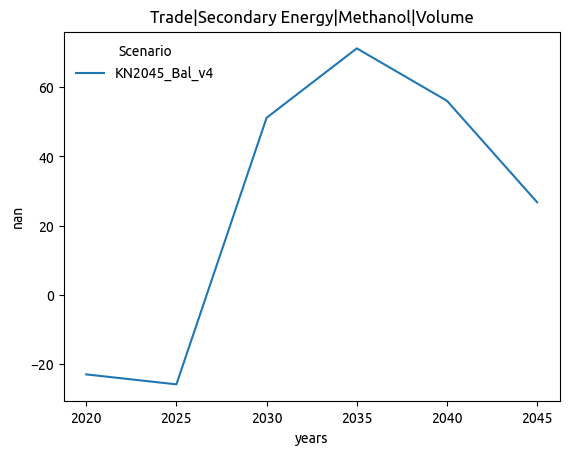 Trade|Secondary Energy|Methanol|Volume
Scenario
KN2045_Bal_v4
60
40
20
0
−20
nan
2020 2025 2030 2035 2040 2045
years